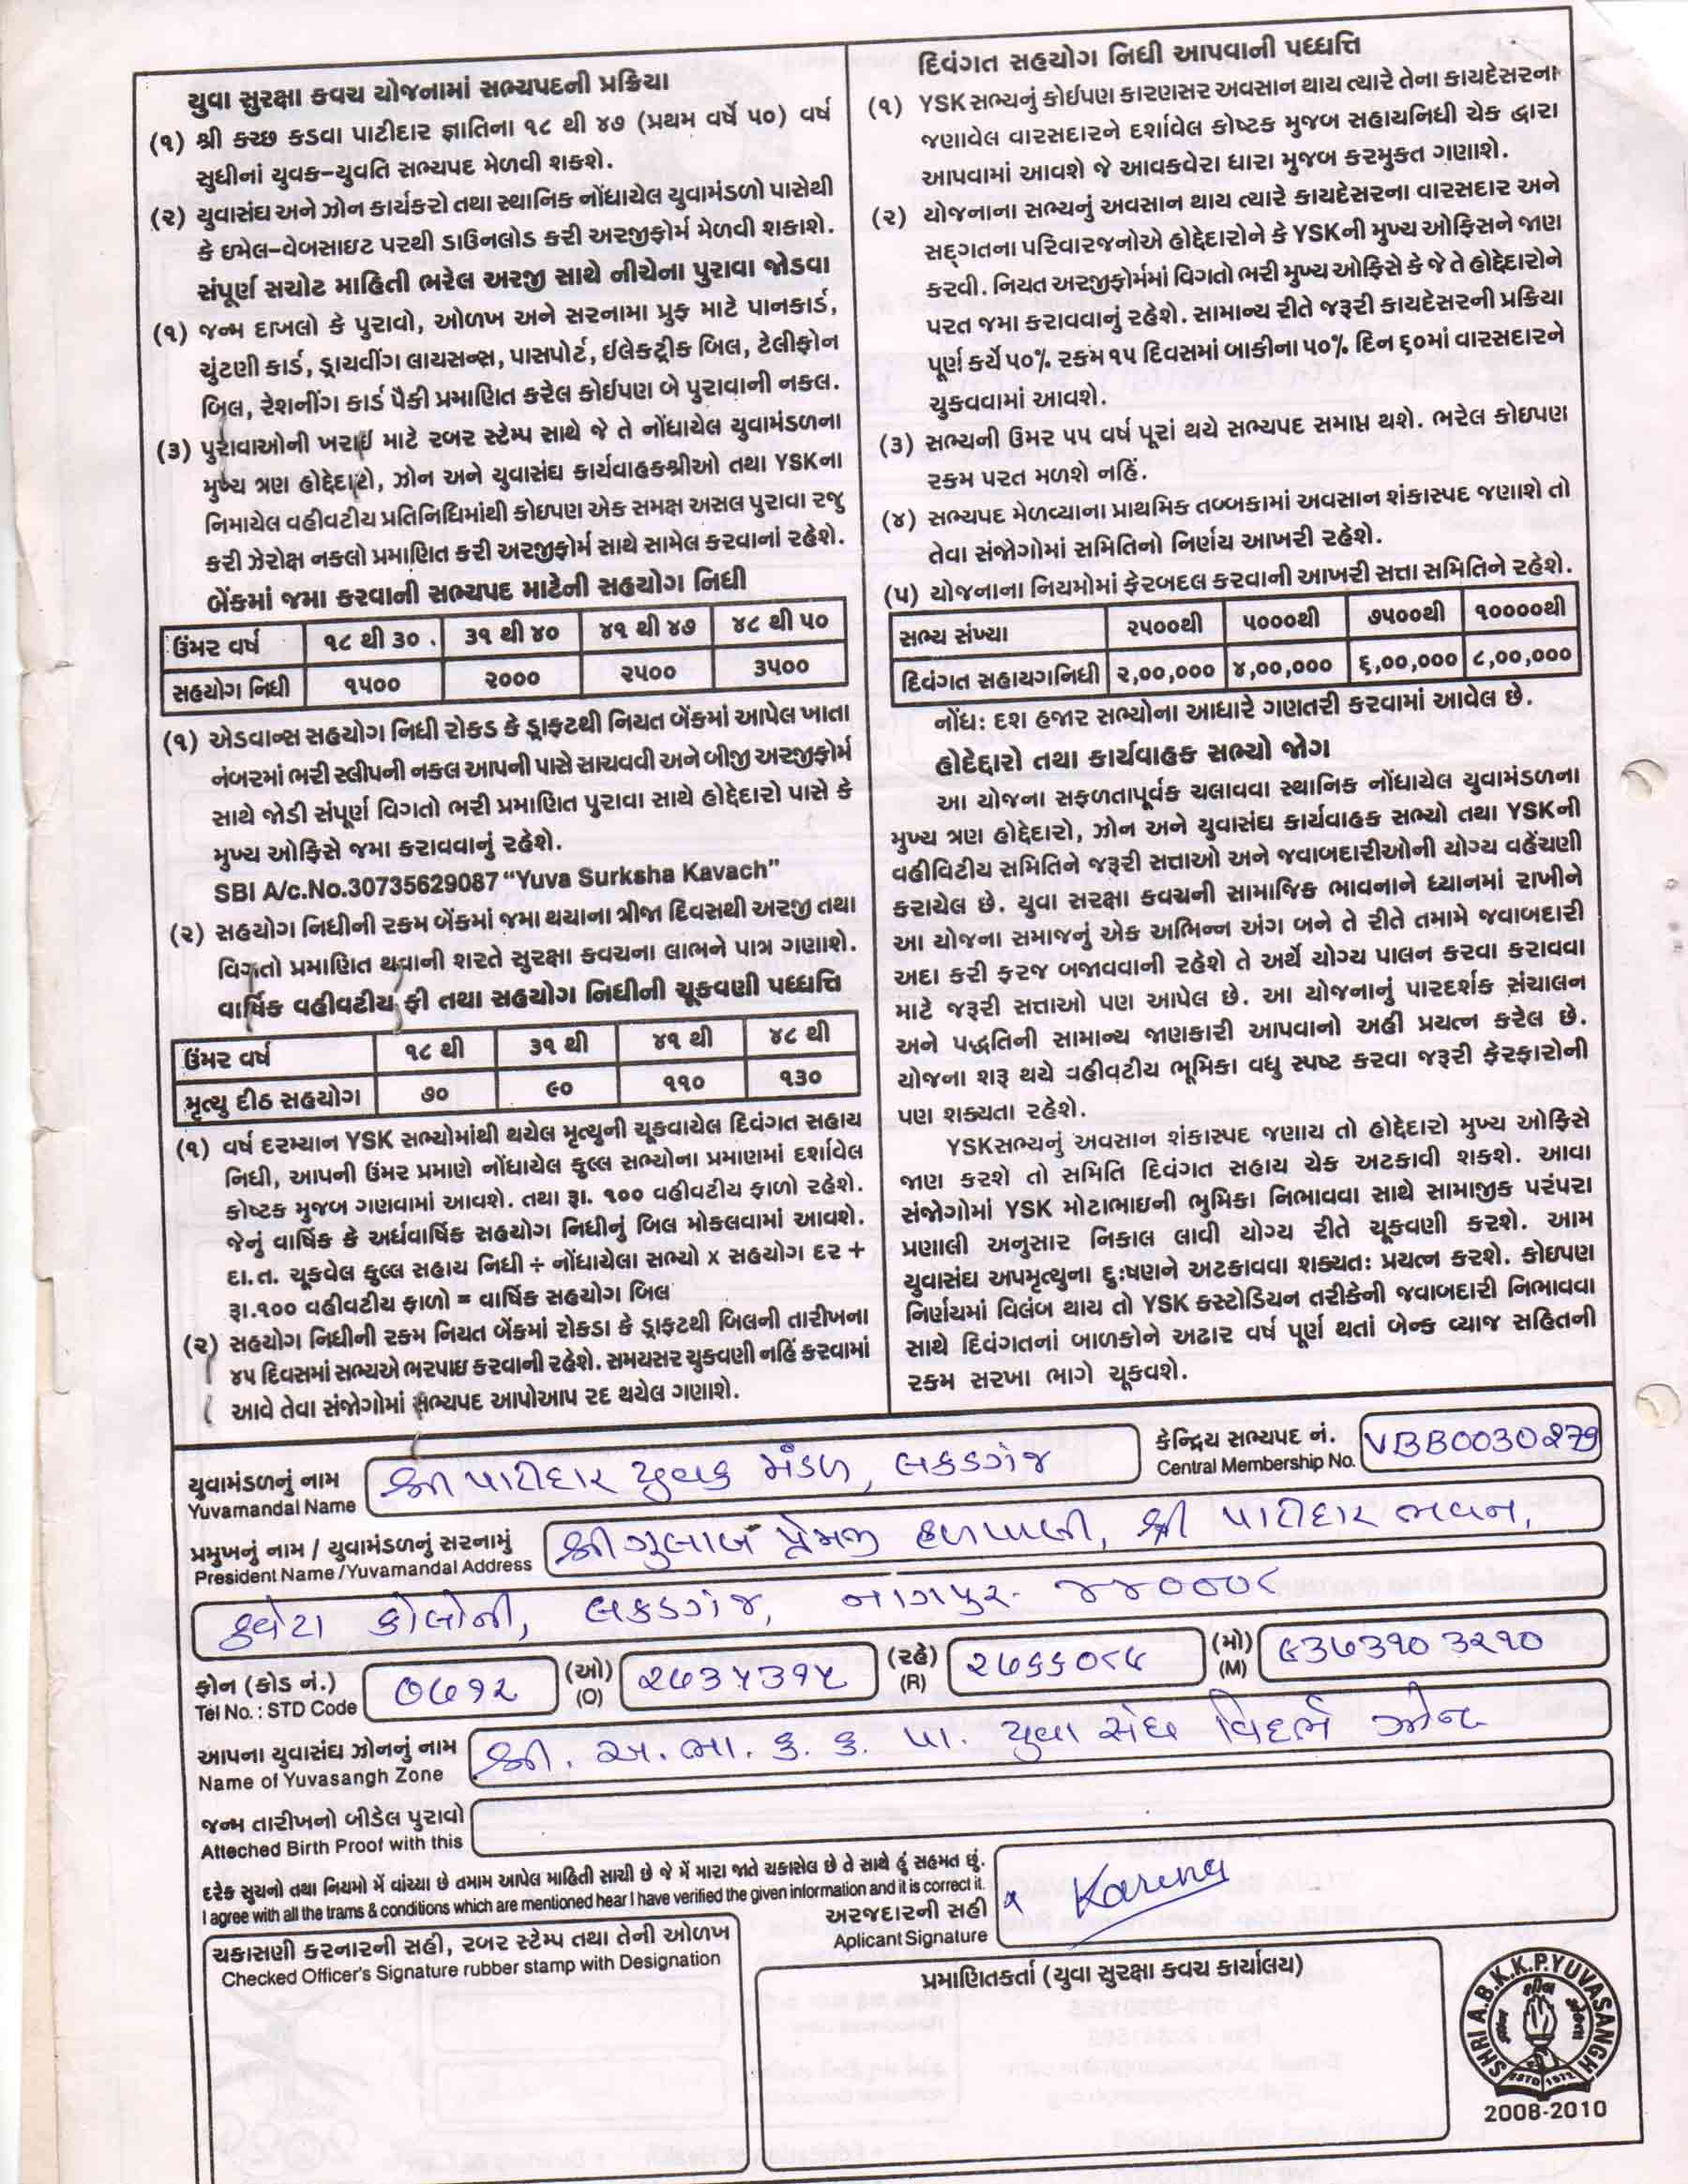 યુવા સુરક્ષા કવચ યોજનામાં સભ્યપદની પ્રક્રિયા
(૧) શ્રી કચ્છ કડવા પાટીદાર જ્ઞાતિના ૧૮ થી ૪૭ (પ્રથમ વર્ષે ૫૦) વર્ષ
સુધીનાં યુવક-યુવતિ સભ્યપદ મેળવી શકશે.
(૨) યુવાસંઘ અને ઝોન કાર્યકરો તથા સ્થાનિક નોંધાયેલ યુવામંડળો પાસેથી
કે ઇમેલ-વેબસાઇટ પરથી ડાઉનલોડ કરી અરજીફોર્મ મેળવી શકાશે.
સંપૂર્ણ સચોટ માહિતી ભરેલ અરજી સાથે નીચેના પુરાવા જોડવા
(૧) જન્મ દાખલો કે પુરાવો, ઓળખ અને સરનામા પ્રુફ માટે પાનકાર્ડ,
ચુંટણી કાર્ડ, ડ્રાયવીંગ લાયસન્સ, પાસપોર્ટ, ઈલેકટ્રીક બિલ, ટેલીફોન
બિલ, રેશનીંગ કાર્ડ પૈકી પ્રમાણિત કરેલ કોઈપણ બે પુરાવાની નકલ.
(૩) પુરાવાઓની ખરાઇ માટે રબર સ્ટેમ્પ સાથે જે તે નોંધાયેલ યુવામંડળના
મુખ્ય ત્રણ હોદ્દેદારો, ઝોન અને યુવાસંઘ કાર્યવાહકશ્રીઓ તથા YSKના
નિમાયેલ વહીવટીય પ્રતિનિધિમાંથી કોઇપણ એક સમક્ષ અસલ પુરાવા રજુ
કરી ઝેરોક્ષ નકલો પ્રમાણિત કરી અરજીફોર્મ સાથે સામેલ કરવાનાં રહેશે.
બેંકમાં જમા કરવાની સભ્યપદ માટેની સહયોગ નિધી
ઉંમર વર્ષ ૧૮ થી ૩૦ ૩૧ થી ૪૦ ૪૧ થી ૪૭ ૪૮ થી ૫૦
સહયોગ નિધી ૧૫૦૦ ૨૦૦૦ ૨૫૦૦ ૩૫૦૦
(૧) એડવાન્સ સહયોગ નિધી રોકડ કે ડ્રાફટથી નિયત બેંકમાં આપેલ ખાતા
નંબરમાં ભરી સ્લીપની નકલ આપની પાસે સાચવવી અને બીજી અરજીફોર્મ
સાથે જોડી સંપૂર્ણ વિગતો ભરી પ્રમાણિત પુરાવા સાથે હોદ્દેદારો પાસે કે
મુખ્ય ઓફિસે જમા કરાવવાનું રહેશે.
SBI A/c.No.30735629087 “Yuva Surksha Kavach”
(૨) સહયોગ નિધીની રકમ બેંકમાં જમા થયાના ત્રીજા દિવસથી અરજી તથા
વિગતો પ્રમાણિત થવાની શરતે સુરક્ષા કવચના લાભને પાત્ર ગણાશે.
વાર્ષિક વહીવટીય ફી તથા સહયોગ નિધીની ચૂકવણી પધ્ધત્તિ
ઉંમર વર્ષ ૧૮ થી ૩૧ થી ૪૧ થી ૪૮ થી
મૃત્યુ દીઠ સહયોગ ૭૦ ૯૦ ૧૧૦ ૧૩૦
(૧) વર્ષ દરમ્યાન YSK સભ્યોમાંથી થયેલ મૃત્યુની ચૂકવાયેલ દિવંગત સહાય
નિધી, આપની ઉંમર પ્રમાણે નોંધાયેલ કુલ્લ સભ્યોના પ્રમાણમાં દર્શાવેલ
કોષ્ટક મુજબ ગણવામાં આવશે. તથા રૂા. ૧૦૦ વહીવટીય ફાળો રહેશે.
જેનું વાર્ષિક કે અર્ધવાર્ષિક સહયોગ નિધીનું બિલ મોકલવામાં આવશે.
દા.ત. ચૂકવેલ કુલ્લ સહાય નિધી ÷ નોંધાયેલા સભ્યો x સહયોગ દર +
રૂા.૧૦૦ વહીવટીય ફાળો = વાર્ષિક સહયોગ બિલ
(૨) સહયોગ નિધીની રકમ નિયત બેંકમાં રોકડા કે ડ્રાફટથી બિલની તારીખના
૪૫ દિવસમાં સભ્યએ ભરપાઇ કરવાની રહેશે. સમયસર ચુકવણી નહિં કરવામાં
આવે તેવા સંજોગોમાં સભ્યપદ આપોઆપ રદ થયેલ ગણાશે.
દિવંગત સહયોગ નિધી આપવાની પધ્ધત્તિ
(૧) YSK સભ્યનું કોઈપણ કારણસર અવસાન થાય ત્યારે તેના કાયદેસરના
જણાવેલ વારસદારને દર્શાવેલ કોષ્ટક મુજબ સહાયનિધી ચેક દ્વારા
આપવામાં આવશે જે આવકવેરા ધારા મુજબ કરમુકત ગણાશે.
(૨) યોજનાના સભ્યનું અવસાન થાય ત્યારે કાયદેસરના વારસદાર અને
સદ્‌ગતના પરિવારજનોએ હોદ્દેદારોને કે YSKની મુખ્ય ઓફિસને જાણ
કરવી. નિયત અરજીફોર્મમાં વિગતો ભરી મુખ્ય ઓફિસે કે જે તે હોદ્દેદારોને
પરત જમા કરાવવાનું રહેશે. સામાન્ય રીતે જરૂરી કાયદેસરની પ્રક્રિયા
પૂર્ણ કર્યે ૫૦% રકમ ૧૫ દિવસમાં બાકીના ૫૦% દિન ૬૦માં વારસદારને
ચુકવવામાં આવશે.
(૩) સભ્યની ઉંમર ૫૫ વર્ષ પૂરાં થયે સભ્યપદ સમાપ્ત થશે. ભરેલ કોઇપણ
રકમ પરત મળશે નહિં.
(૪) સભ્યપદ મેળવ્યાના પ્રાથમિક તબ્બકામાં અવસાન શંકાસ્પદ જણાશે તો
તેવા સંજોગોમાં સમિતિનો નિર્ણય આખરી રહેશે.
(૫) યોજનાના નિયમોમાં ફેરબદલ કરવાની આખરી સત્તા સમિતિને રહેશે.
સભ્ય સંખ્યા ૨૫૦૦થી ૫૦૦૦થી ૭૫૦૦થી ૧૦૦૦૦થી
દિવંગત સહાયગનિધી ૨,૦૦,૦૦૦ ૪,૦૦,૦૦૦ ૬,૦૦,૦૦૦ ૮,૦૦,૦૦૦
નોંધઃ દશ હજાર સભ્યોના આધારે ગણતરી કરવામાં આવેલ છે.
હોદેદ્દારો તથા કાર્યવાહક સભ્યો જોગ
આ યોજના સફળતાપૂર્વક ચલાવવા સ્થાનિક નોંધાયેલ યુવામંડળના
મુખ્ય ત્રણ હોદ્દેદારો, ઝોન અને યુવાસંઘ કાર્યવાહક સભ્યો તથા YSKની
વહીવિટીય સમિતિને જરૂરી સત્તાઓ અને જવાબદારીઓની યોગ્ય વહેંચણી
કરાયેલ છે. યુવા સરક્ષા કવચની સામાજિક ભાવનાને ધ્યાનમાં રાખીને
આ યોજના સમાજનું એક અભિન્ન અંગ બને તે રીતે તમામે જવાબદારી
અદા કરી ફરજ બજાવવાની રહેશે તે અર્થે યોગ્ય પાલન કરવા કરાવવા
માટે જરૂરી સત્તાઓ પણ આપેલ છે. આ યોજનાનું પારદર્શક સંચાલન
અને પદ્ધતિની સામાન્ય જાણકારી આપવાનો અહીં પ્રયત્ન કરેલ છે.
યોજના શરૂ થયે વહીવટીય ભૂમિકા વધુ સ્પષ્ટ કરવા જરૂરી ફેરફારોની
પણ શક્યતા રહેશે.
YSKસભ્યનું અવસાન શંકાસ્પદ જણાય તો હોદ્દેદારો મુખ્ય ઓફિસે
જાણ કરશે તો સમિતિ દિવંગત સહાય ચેક અટકાવી શકશે. આવા
સંજોગોમાં YSK મોટાભાઇની ભુમિકા નિભાવવા સાથે સામાજીક પરંપરા
પ્રણાલી અનુસાર નિકાલ લાવી યોગ્ય રીતે ચૂકવણી કરશે. આમ
યુવાસંઘ અપમૃત્યુના દુઃષણને અટકાવવા શક્યતઃ પ્રયત્ન કરશે. કોઇપણ
નિર્ણયમાં વિલંબ થાય તો YSK કસ્ટોડિયન તરીકેની જવાબદારી નિભાવવા
સાથે દિવંગતનાં બાળકોને અઢાર વર્ષ પૂર્ણ થતાં બેન્ક વ્યાજ સહિતની
રકમ સરખા ભાગે ચૂકવશે.
યુવામંડળનું નામ શ્રી પાટીદાર યુવક મંડળ, લકડગંજ કેન્દ્રિય સભ્યપદ નં. VBB0030279
Yuvamandal Name Central Membership No.
પ્રમુખનું નામ / યુવામંડળનું સરનામું શ્રી ગુલાબ પ્રેમજી હળપાણી, શ્રી પાટીદાર ભવન,
President Name /Yuvamandal Address
કવેટા કોલોની, લકડગંજ, નાગપુર- ૪૪૦૦૦૮
ફોન (કોડ નં.) ૦૭૧૨ (ઓ) ૨૭૩૫૩૧૫ (રહે) ૨૭૬૬૦૮૭ (મો) ૯૩૭૩૧૦૩૨૧૦
Tel No. : STD Code (O) (R) (M)
આપના યુવાસંઘ ઝોનનું નામ શ્રી. અ. ભા. ક. ક. પા. યુવા સંઘ વિદર્ભ ઝોન
Name of Yuvasangh Zone
જન્મ તારીખનો બીડેલ પુરાવો
Atteched Birth Proof with this
દરેક સુચનો તથા નિયમો મેં વાંચ્યા છે તમામ આપેલ માહિતી સાચી છે જે મેં મારા જાતે ચકાસેલ છે તે સાથે હું સહમત છું.
I agree with all the trams & conditions which are mentioned hear I have verified the given information and it is correct it.
અરજદારની સહી x Karena
Aplicant Signature
ચકાસણી કરનારની સહી, રબર સ્ટેમ્પ તથા તેની ઓળખ
Checked Officer's Signature rubber stamp with Designation
પ્રમાણિતકર્તા (યુવા સુરક્ષા કવચ કાર્યાલય)
SHRI A.B.K.K.P.YUVASANGH
ESTD 1972
2008-2010